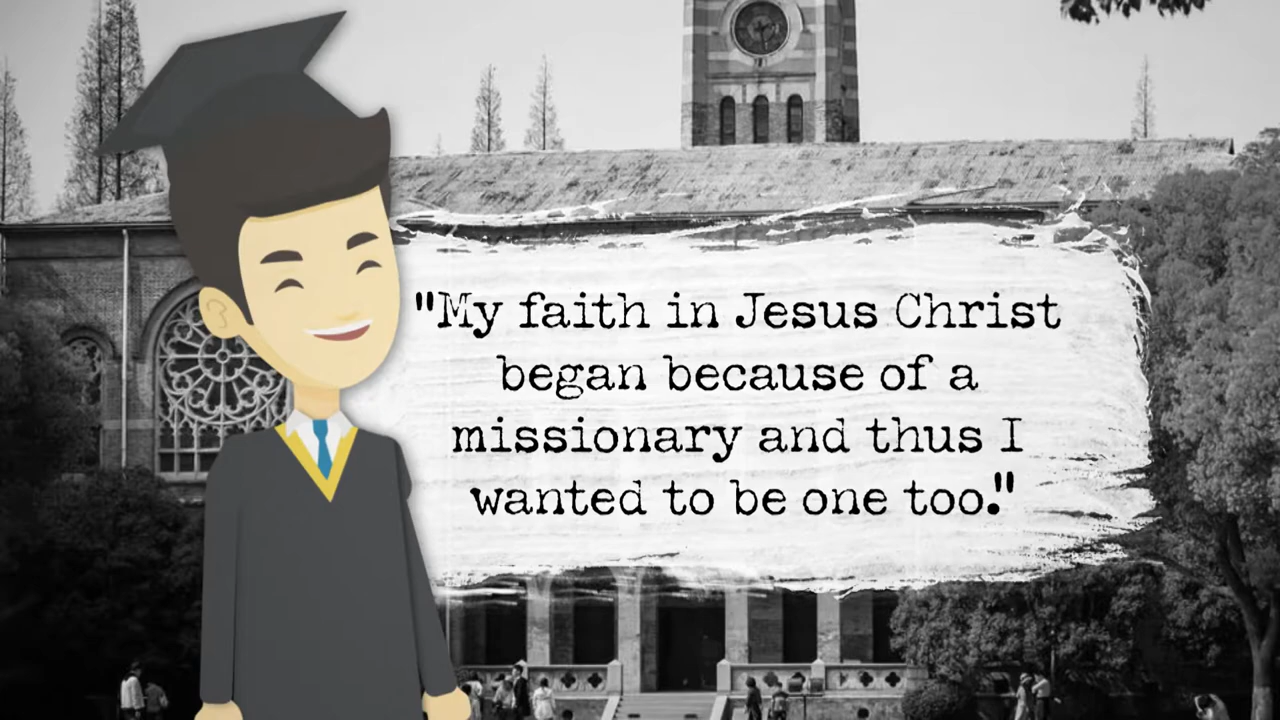 "My faith in Jesus Christ
began because of a
missionary and thus I
wanted to be one too."